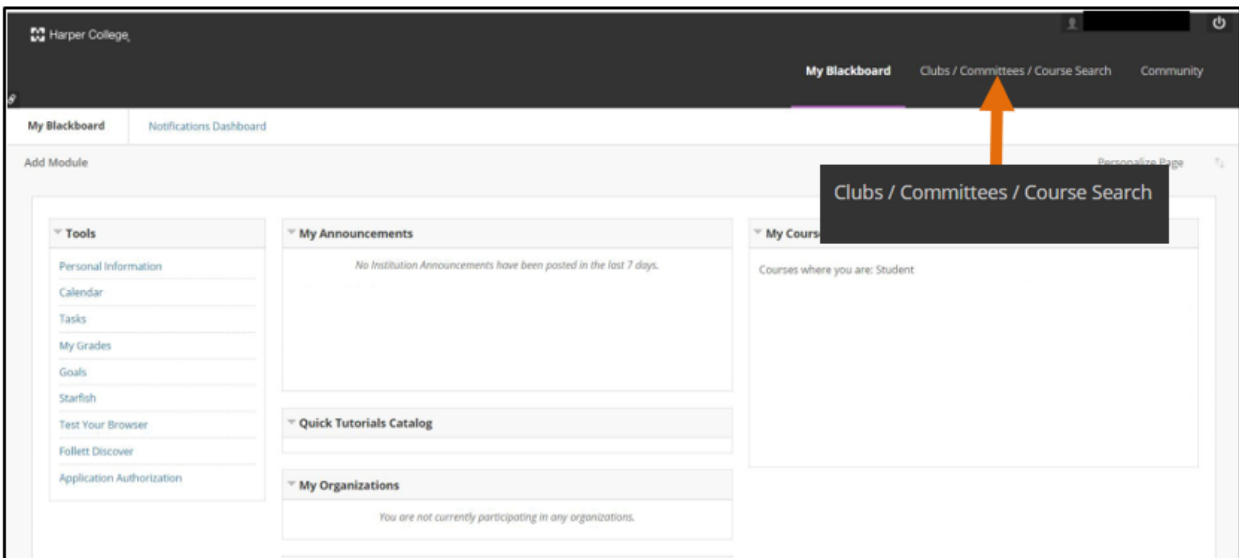 Harper College
My Blackboard
Clubs / Committees / Course Search
Community
My Blackboard
Notifications Dashboard
Add Module
Personalize Page
Clubs / Committees / Course Search
Tools
Personal Information
Calendar
Tasks
My Grades
Goals
Starfish
Test Your Browser
Follett Discover
Application Authorization
My Announcements
No Institution Announcements have been posted in the last 7 days.
Quick Tutorials Catalog
My Organizations
You are not currently participating in any organizations.
My
Courses where you are: Student